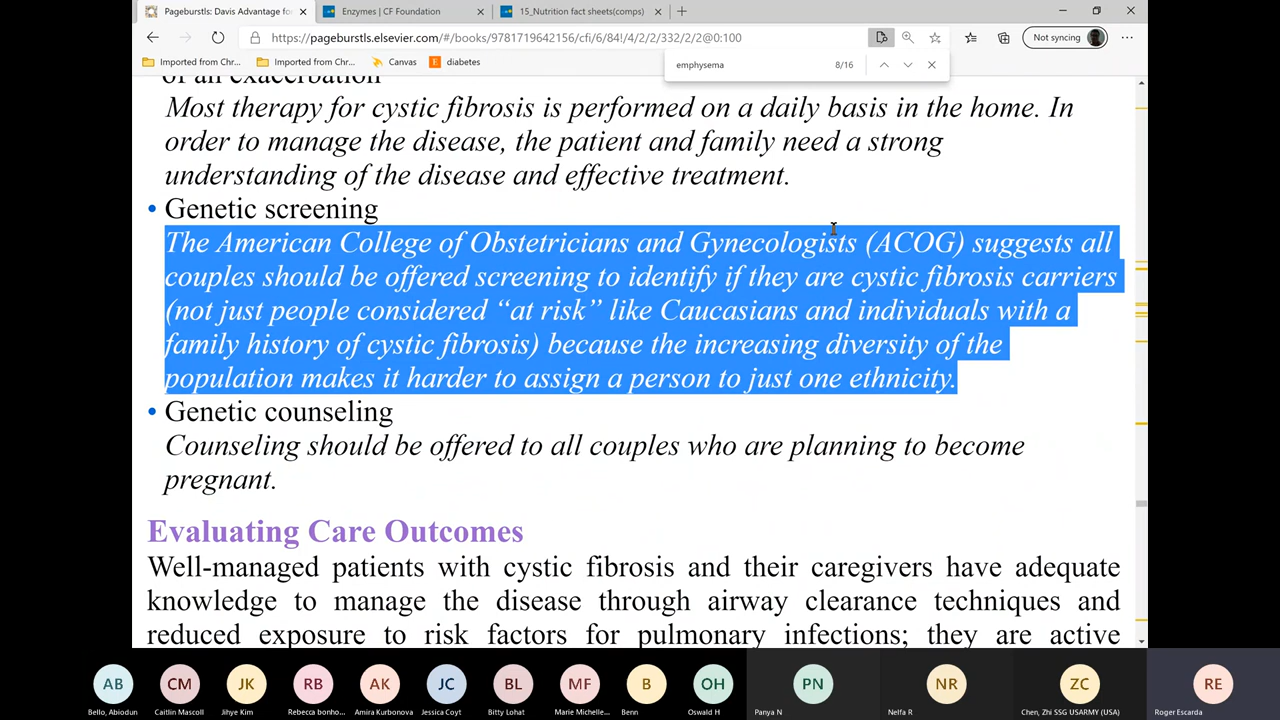 Pageburstls: Davis Advantage for
Enzymes | CF Foundation
15_Nutrition fact sheets(comps)
https://pageburstls.elsevier.com/#/books/9781719642156/cfi/6/84!/4/2/2/332/2/2@0:100
Not syncing
Imported from Chr...
Imported from Chr...
Canvas
diabetes
emphysema 8/16
of an exacerbation
Most therapy for cystic fibrosis is performed on a daily basis in the home. In
order to manage the disease, the patient and family need a strong
understanding of the disease and effective treatment.
• Genetic screening
The American College of Obstetricians and Gynecologists (ACOG) suggests all
couples should be offered screening to identify if they are cystic fibrosis carriers
(not just people considered “at risk” like Caucasians and individuals with a
family history of cystic fibrosis) because the increasing diversity of the
population makes it harder to assign a person to just one ethnicity.
• Genetic counseling
Counseling should be offered to all couples who are planning to become
pregnant.
Evaluating Care Outcomes
Well-managed patients with cystic fibrosis and their caregivers have adequate
knowledge to manage the disease through airway clearance techniques and
reduced exposure to risk factors for pulmonary infections; they are active
AB
CM
JK
RB
AK
JC
BL
MF
B
OH
PN
NR
ZC
RE
Bello, Abiodun
Caitlin Mascoll
Jihye Kim
Rebecca bonho...
Amira Kurbonova
Jessica Coyt
Bitty Lohat
Marie Michelle...
Benn
Oswald H
Panya N
Nelfa R
Chen, Zhi SSG USARMY (USA)
Roger Escarda